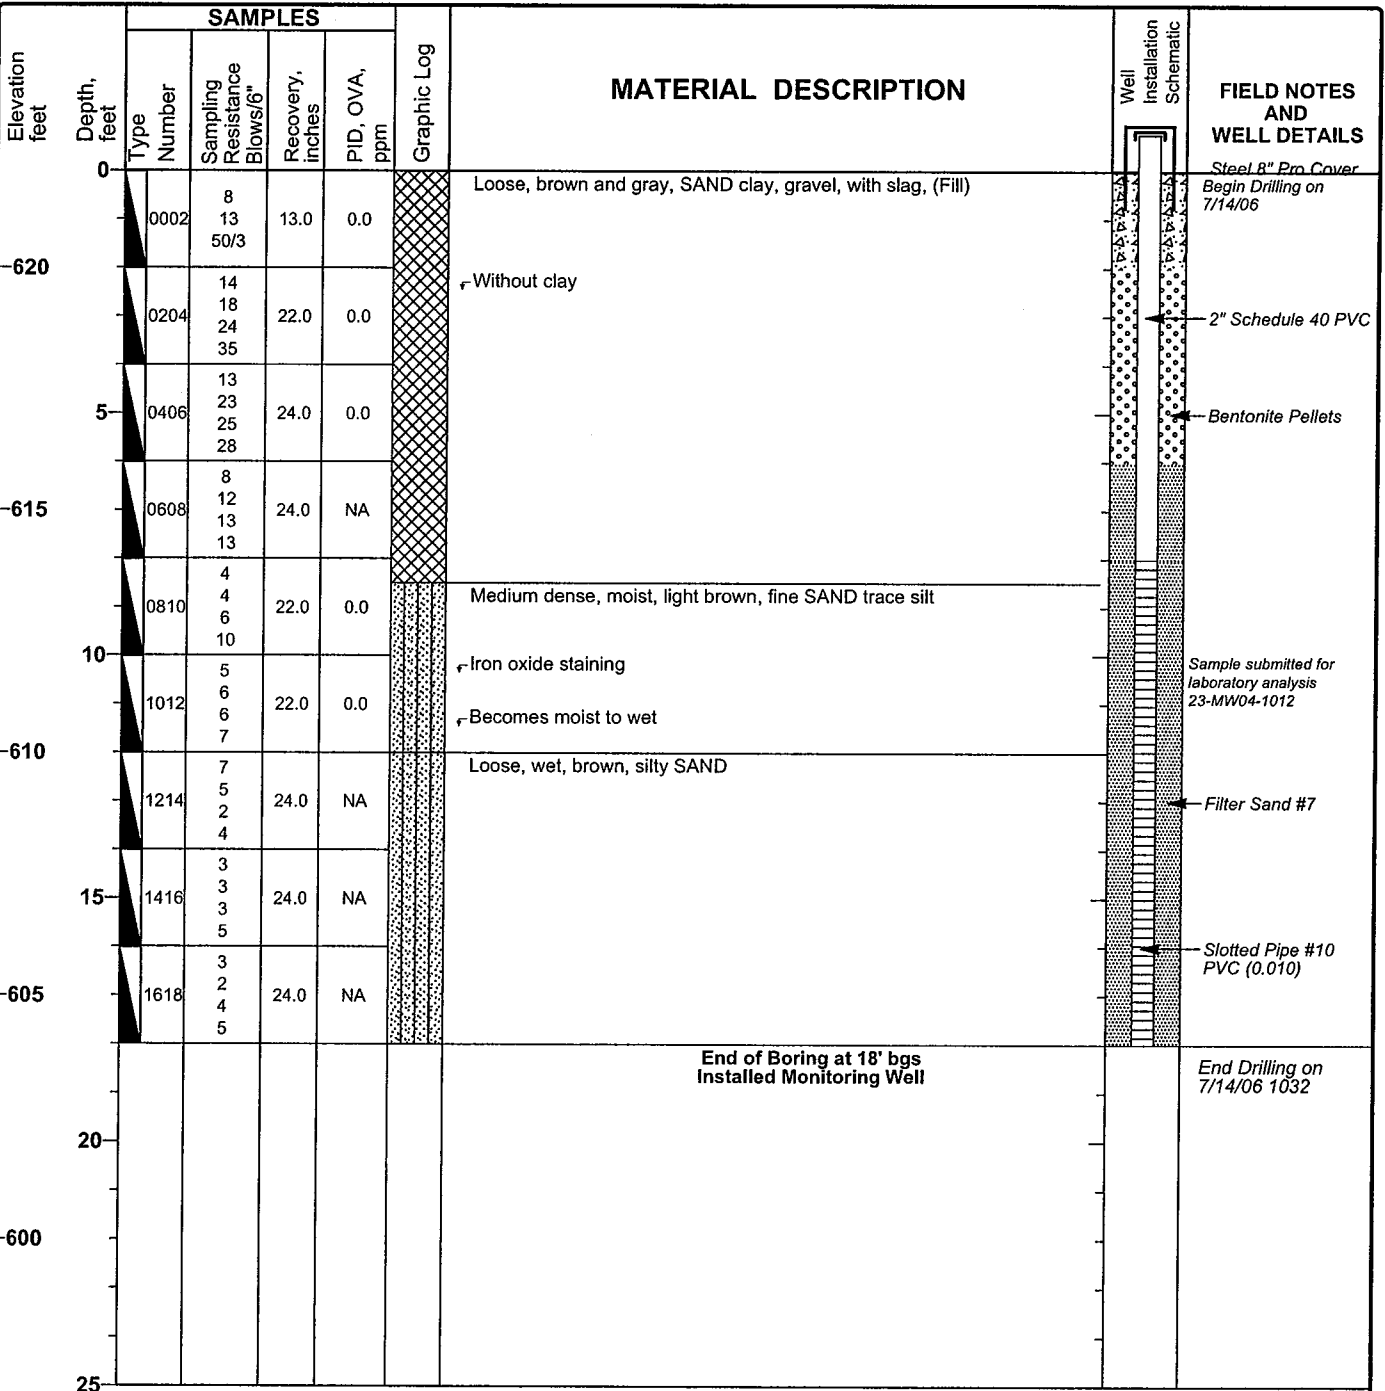 SAMPLES
Elevation
feet
Depth,
feet
Type
Number
Sampling
Resistance
Blows/6"
Recovery,
inches
PID, OVA,
ppm
Graphic Log
MATERIAL DESCRIPTION
Well
Installation
Schematic
FIELD NOTES
AND
WELL DETAILS
0
Steel 8" Pro Cover
Loose, brown and gray, SAND clay, gravel, with slag, (Fill)
Begin Drilling on
7/14/06
0002
8
13
50/3
13.0
0.0
620
Without clay
0204
14
18
24
35
22.0
0.0
2" Schedule 40 PVC
5
0406
13
23
25
28
24.0
0.0
Bentonite Pellets
615
0608
8
12
13
13
24.0
NA
0810
4
4
6
10
22.0
0.0
Medium dense, moist, light brown, fine SAND trace silt
10
Iron oxide staining
1012
5
6
6
7
22.0
0.0
Becomes moist to wet
Sample submitted for
laboratory analysis
23-MW04-1012
610
Loose, wet, brown, silty SAND
1214
7
5
2
4
24.0
NA
Filter Sand #7
15
1416
3
3
3
5
24.0
NA
Slotted Pipe #10
PVC (0.010)
605
1618
3
2
4
5
24.0
NA
End of Boring at 18' bgs
Installed Monitoring Well
End Drilling on
7/14/06 1032
20
600
25